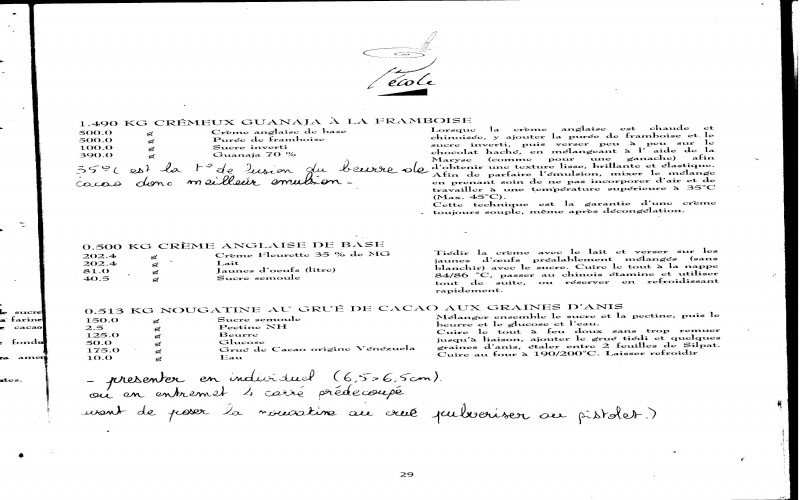 l'école
1.490 KG CRÉMEUX GUANAJA À LA FRAMBOISE
500.0 g Crème anglaise de base
500.0 g Purée de framboise
100.0 g Sucre inverti
390.0 g Guanaja 70 %
Lorsque la crème anglaise est chaude et
chinoisée, y ajouter la purée de framboise et le
sucre inverti, puis verser peu à peu sur le
chocolat haché, en mélangeant à l' aide de la
Maryse (comme pour une ganache) afin
d'obtenir une texture lisse, brillante et élastique.
Afin de parfaire l'émulsion, mixer le mélange
en prenant soin de ne pas incorporer d'air et de
travailler à une température supérieure à 35°C
(Max. 45°C).
Cette technique est la garantie d'une crème
toujours souple, même après décongélation.
35°C est la t° de fusion du beurre de
cacao donc meilleur emulsion -
0.500 KG CRÈME ANGLAISE DE BASE
202.4 g Crème Fleurette 35 % de MG
202.4 g Lait
81.0 g Jaunes d'oeufs (litre)
40.5 g Sucre semoule
Tiédir la crème avec le lait et verser sur les
jaunes d'œufs préalablement mélangés (sans
blanchir) avec le sucre. Cuire le tout à la nappe
84/86 °C, passer au chinois étamine et utiliser
tout de suite, ou réserver en refroidissant
rapidement.
0.513 KG NOUGATINE AU GRUÉ DE CACAO AUX GRAINES D'ANIS
150.0 g Sucre semoule
2.5 g Pectine NH
125.0 g Beurre
50.0 g Glucose
175.0 g Grué de Cacao origine Vénézuela
10.0 g Eau
Mélanger ensemble le sucre et la pectine, puis le
beurre et le glucose et l'eau.
Cuire le tout à feu doux sans trop remuer
jusqu'à liaison, ajouter le grué tiédi et quelques
graines d'anis, étaler entre 2 feuilles de Silpat.
Cuire au four à 190/200°C. Laisser refroidir
- presenter en individuel (6,5 > 6,5cm).
ou en entremet 4 carré prédecoupé
de poser la nougatine au grué pulveriser au pistolet.)
e sucre
farine
cacao
fondu
29